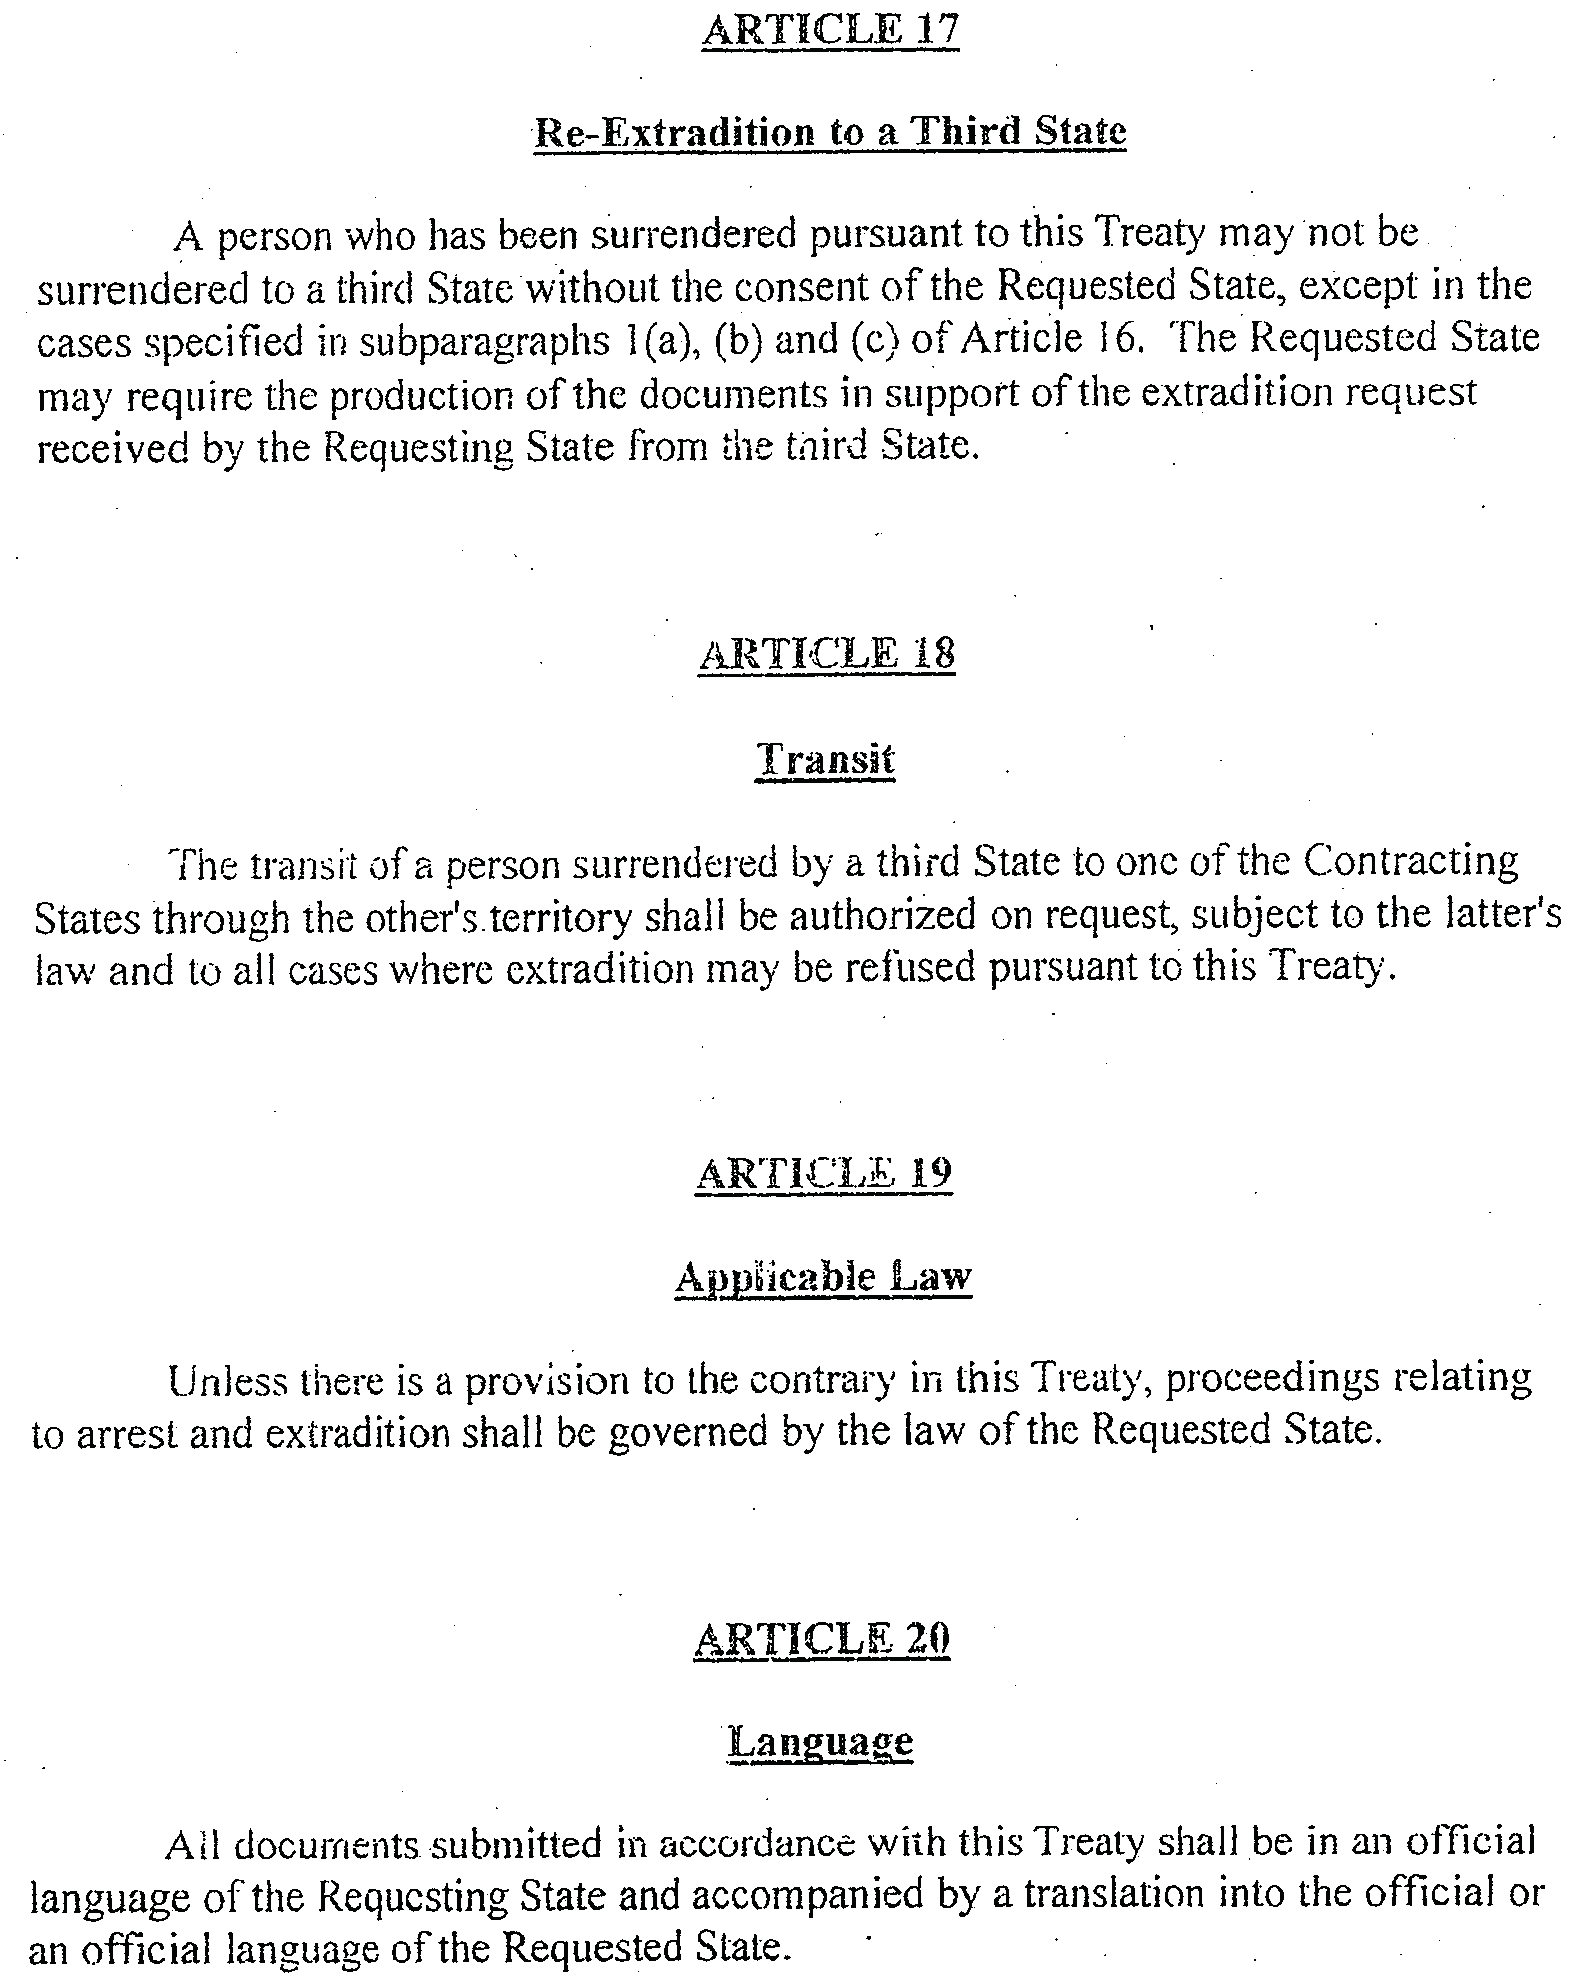 ARTICLE 17
Re-Extradition to a Third State
A person who has been surrendered pursuant to this Treaty may not be
surrendered to a third State without the consent of the Requested State, except in the
cases specified in subparagraphs 1(a), (b) and (c) of Article 16. The Requested State
may require the production of the documents in support of the extradition request
received by the Requesting State from the third State.
ARTICLE 18
Transit
The transit of a person surrendered by a third State to one of the Contracting
States through the other's territory shall be authorized on request, subject to the latter's
law and to all cases where extradition may be refused pursuant to this Treaty.
ARTICLE 19
Applicable Law
Unless there is a provision to the contrary in this Treaty, proceedings relating
to arrest and extradition shall be governed by the law of the Requested State.
ARTICLE 20
Language
All documents submitted in accordance with this Treaty shall be in an official
language of the Requesting State and accompanied by a translation into the official or
an official language of the Requested State.